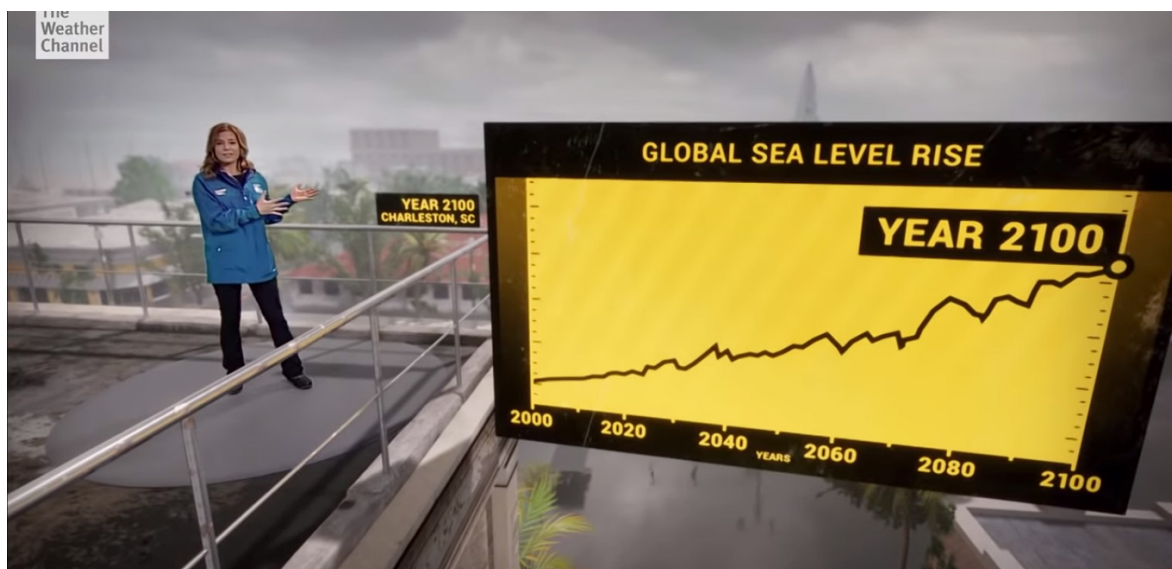 The
Weather
Channel
YEAR 2100
CHARLESTON, SC
GLOBAL SEA LEVEL RISE
YEAR 2100
2000
2020
2040
YEARS
2060
2080
2100